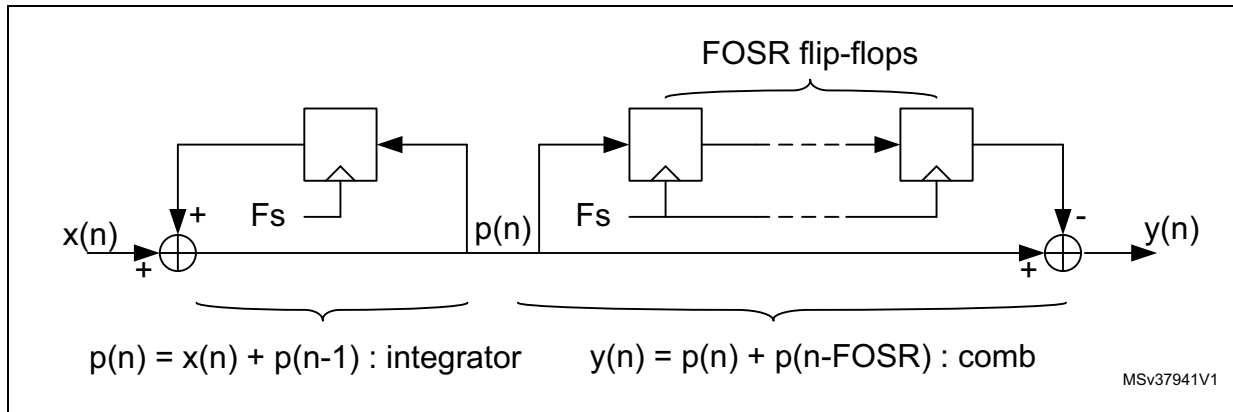 FOSR flip-flops
Fs
Fs
+
-
x(n)
p(n)
y(n)
+
+
p(n) = x(n) + p(n-1) : integrator
y(n) = p(n) + p(n-FOSR) : comb
MSv37941V1